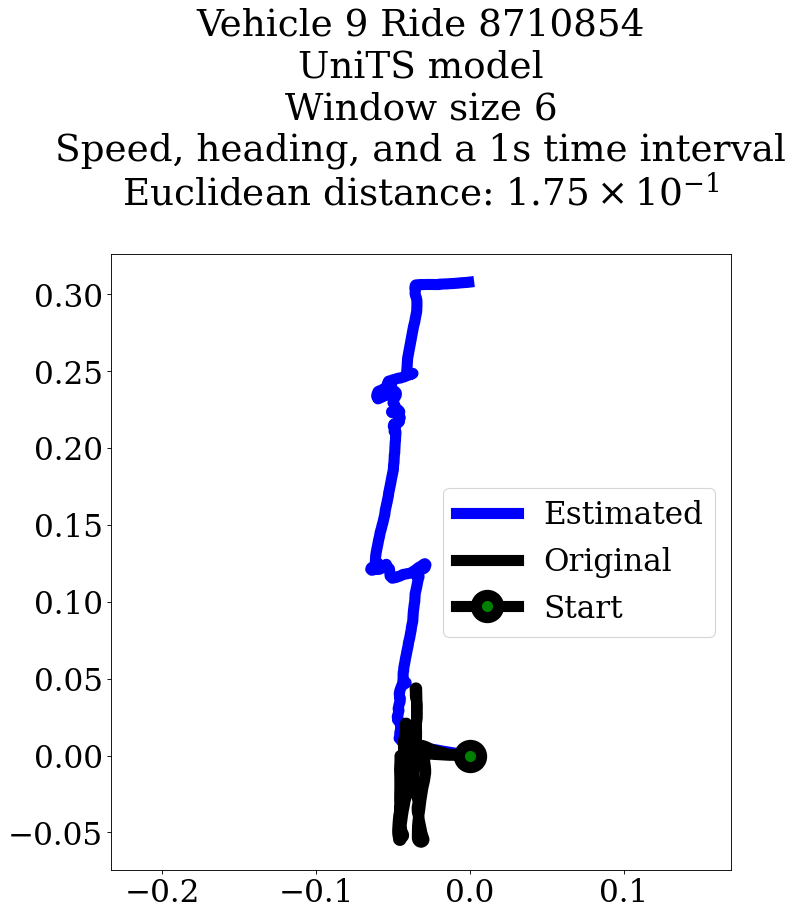 Vehicle 9 Ride 8710854
UniTS model
Window size 6
Speed, heading, and a 1s time interval
Euclidean distance: 1.75 × 10⁻¹
0.30
0.25
0.20
0.15
0.10
0.05
0.00
−0.05
Estimated
Original
Start
−0.2
−0.1
0.0
0.1